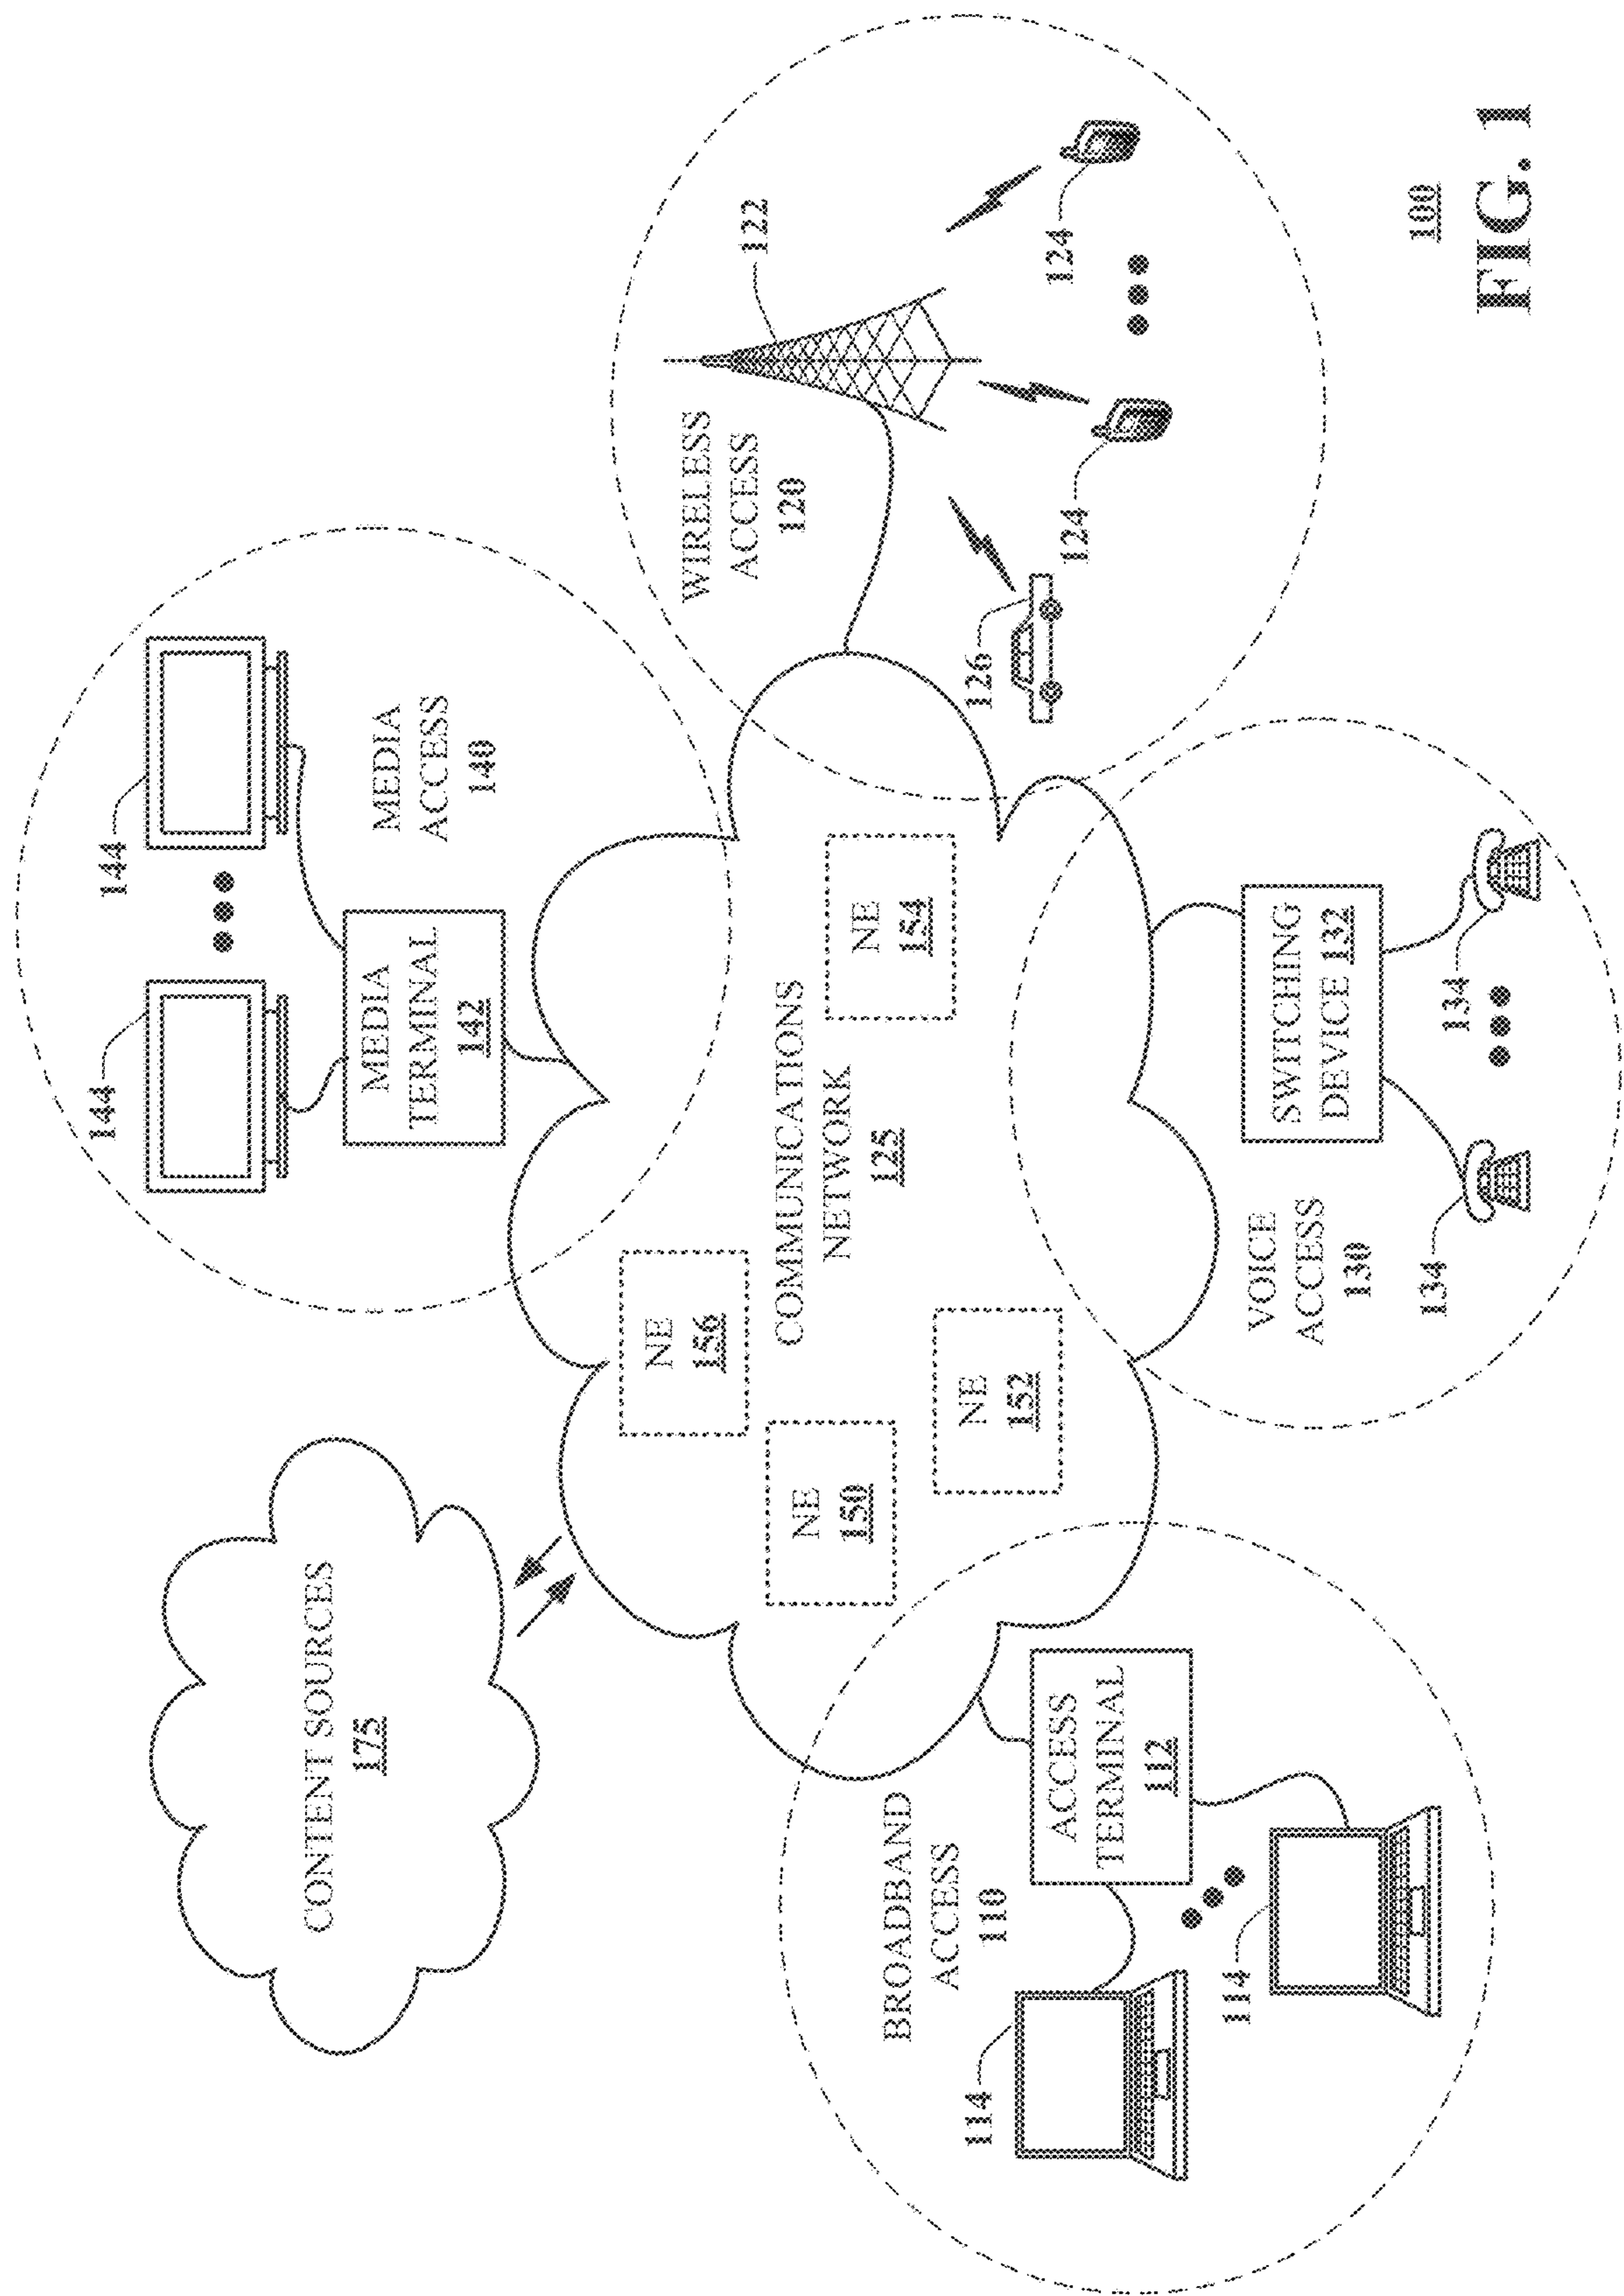 CONTENT SOURCES
175
144
144
MEDIA
TERMINAL
142
MEDIA
ACCESS
140
WIRELESS
ACCESS
120
122
124
124
126
NE
156
NE
150
NE
152
NE
154
COMMUNICATIONS
NETWORK
125
BROADBAND
ACCESS
110
ACCESS
TERMINAL
112
114
114
VOICE
ACCESS
130
SWITCHING
DEVICE 132
134
134
100
FIG. 1